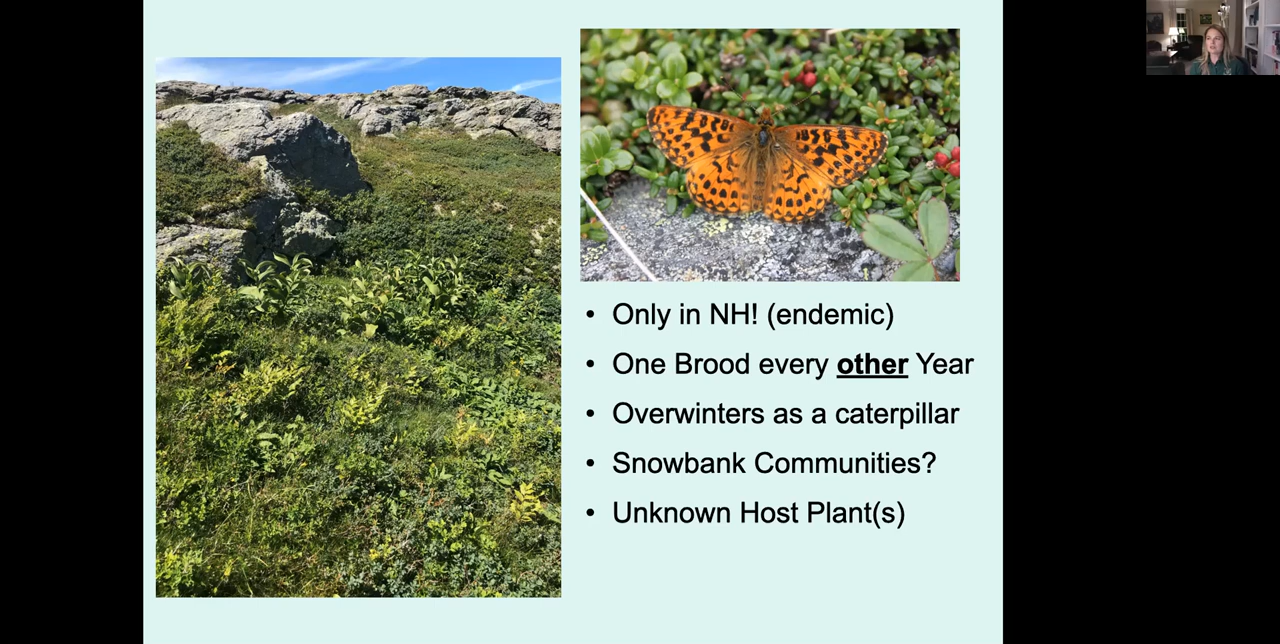 • Only in NH! (endemic)
• One Brood every other Year
• Overwinters as a caterpillar
• Snowbank Communities?
• Unknown Host Plant(s)